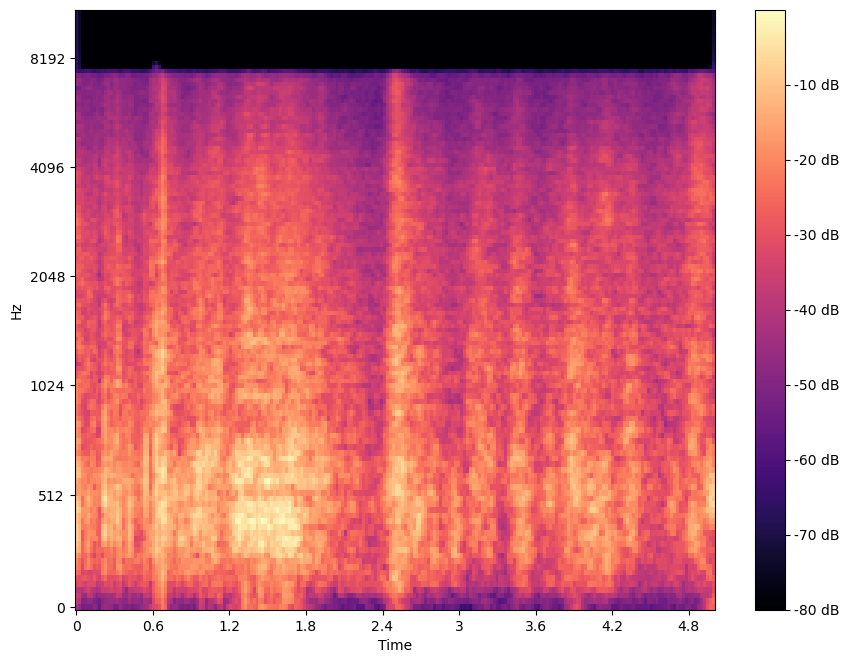 8192
4096
2048
1024
512
0
Hz
0 0.6 1.2 1.8 2.4 3 3.6 4.2 4.8
Time
-10 dB
-20 dB
-30 dB
-40 dB
-50 dB
-60 dB
-70 dB
-80 dB